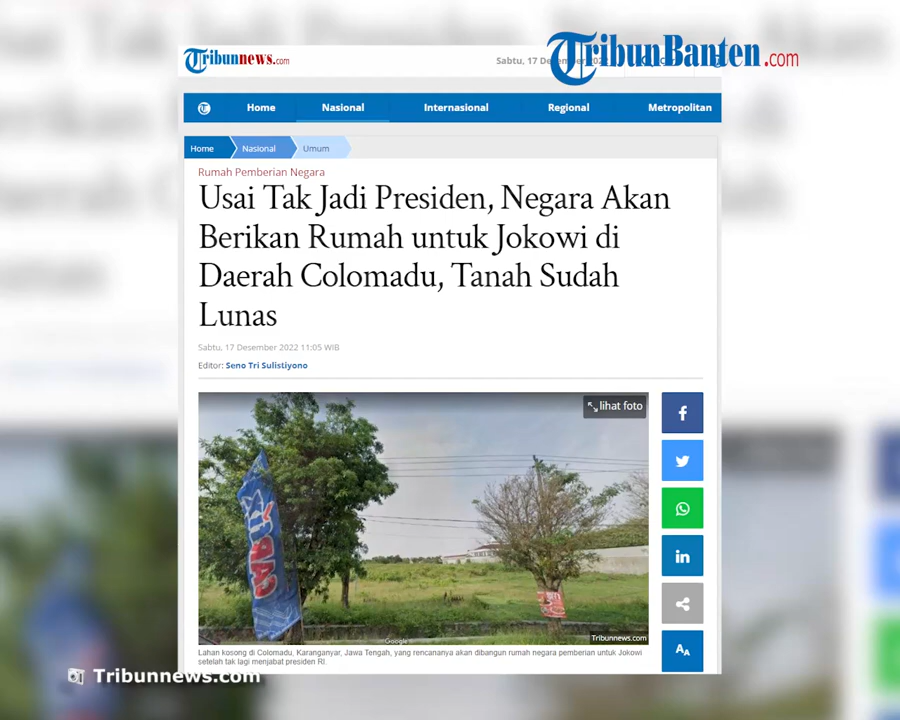 Tribunnews.com
Sabtu, 17 De
TribunBanten.com
Home Nasional Internasional Regional Metropolitan
Home Nasional Umum
Rumah Pemberian Negara
Usai Tak Jadi Presiden, Negara Akan
Berikan Rumah untuk Jokowi di
Daerah Colomadu, Tanah Sudah
Lunas
Sabtu, 17 Desember 2022 11:05 WIB
Editor: Seno Tri Sulistiyono
lihat foto
Google
Tribunnews.com
Lahan kosong di Colomadu, Karanganyar, Jawa Tengah, yang rencananya akan dibangun rumah negara pemberian untuk Jokowi
setelah tak lagi menjabat presiden RI.
Tribunnews.com